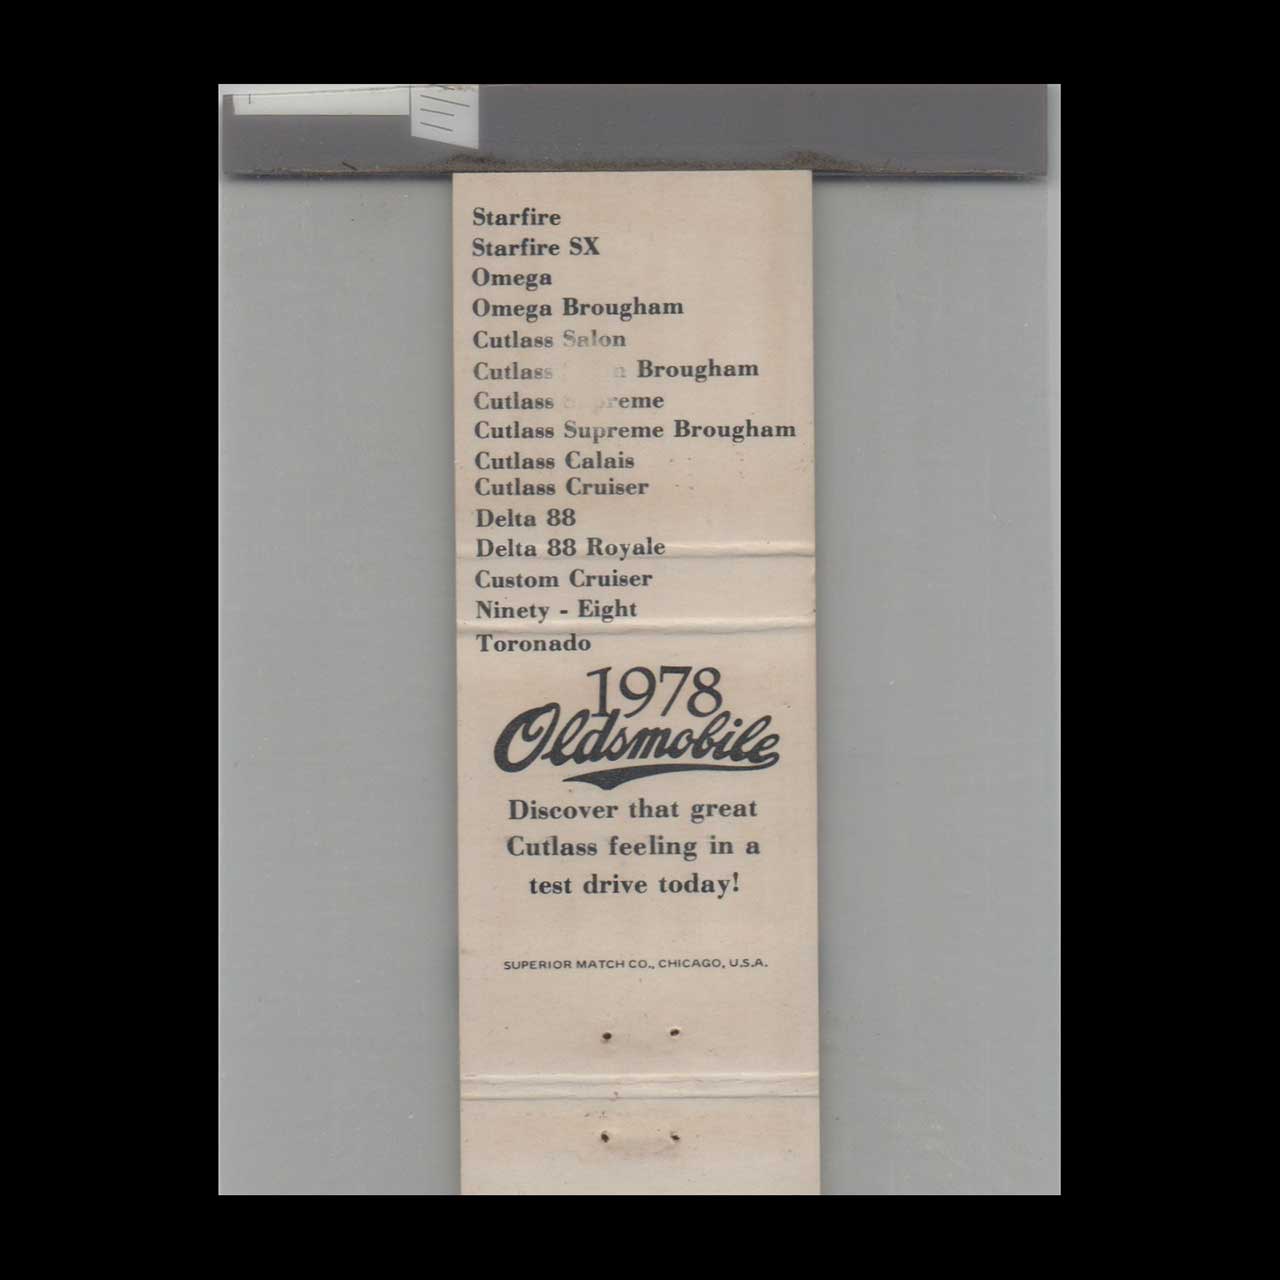 Starfire
Starfire SX
Omega
Omega Brougham
Cutlass Salon
Cutlass Brougham
Cutlass Supreme
Cutlass Supreme Brougham
Cutlass Calais
Cutlass Cruiser
Delta 88
Delta 88 Royale
Custom Cruiser
Ninety - Eight
Toronado
1978
Oldsmobile
Discover that great
Cutlass feeling in a
test drive today!
SUPERIOR MATCH CO., CHICAGO, U.S.A.